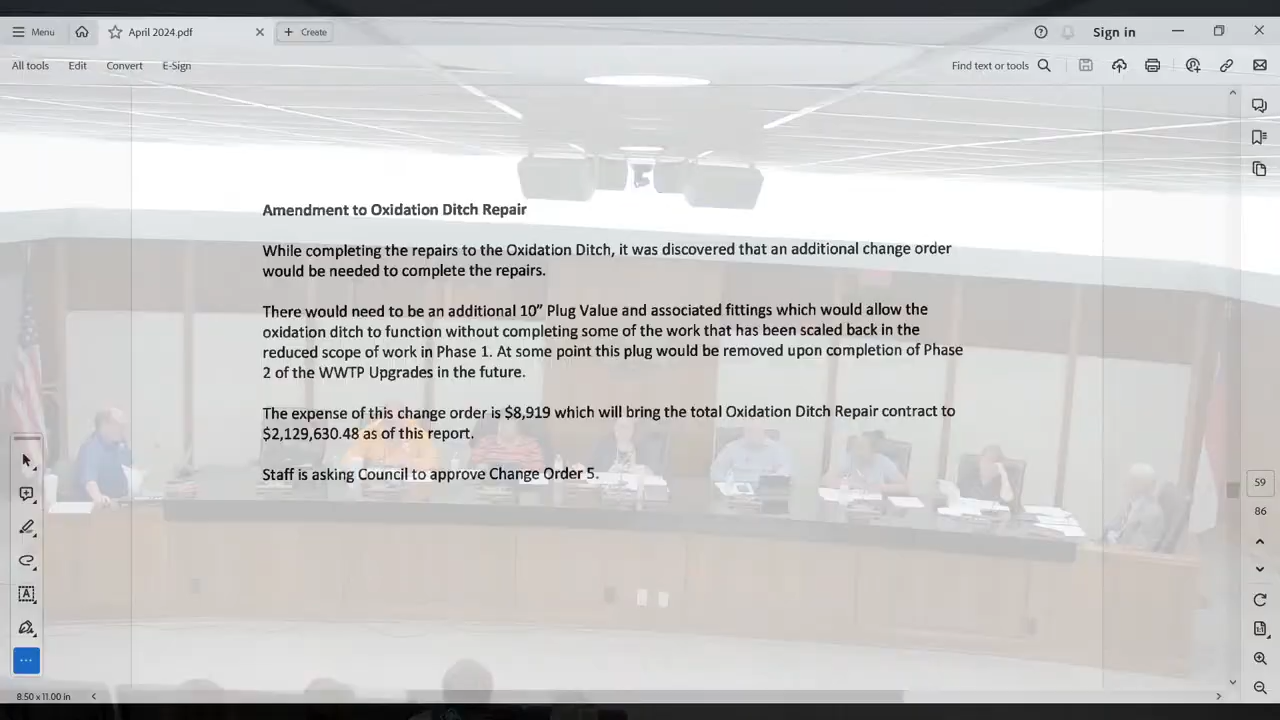 Menu
April 2024.pdf
Create
Sign in
All tools
Edit
Convert
E-Sign
Find text or tools
Amendment to Oxidation Ditch Repair
While completing the repairs to the Oxidation Ditch, it was discovered that an additional change order
would be needed to complete the repairs.
There would need to be an additional 10” Plug Value and associated fittings which would allow the
oxidation ditch to function without completing some of the work that has been scaled back in the
reduced scope of work in Phase 1. At some point this plug would be removed upon completion of Phase
2 of the WWTP Upgrades in the future.
The expense of this change order is $8,919 which will bring the total Oxidation Ditch Repair contract to
$2,129,630.48 as of this report.
Staff is asking Council to approve Change Order 5.
59
86
8.50 x 11.00 in